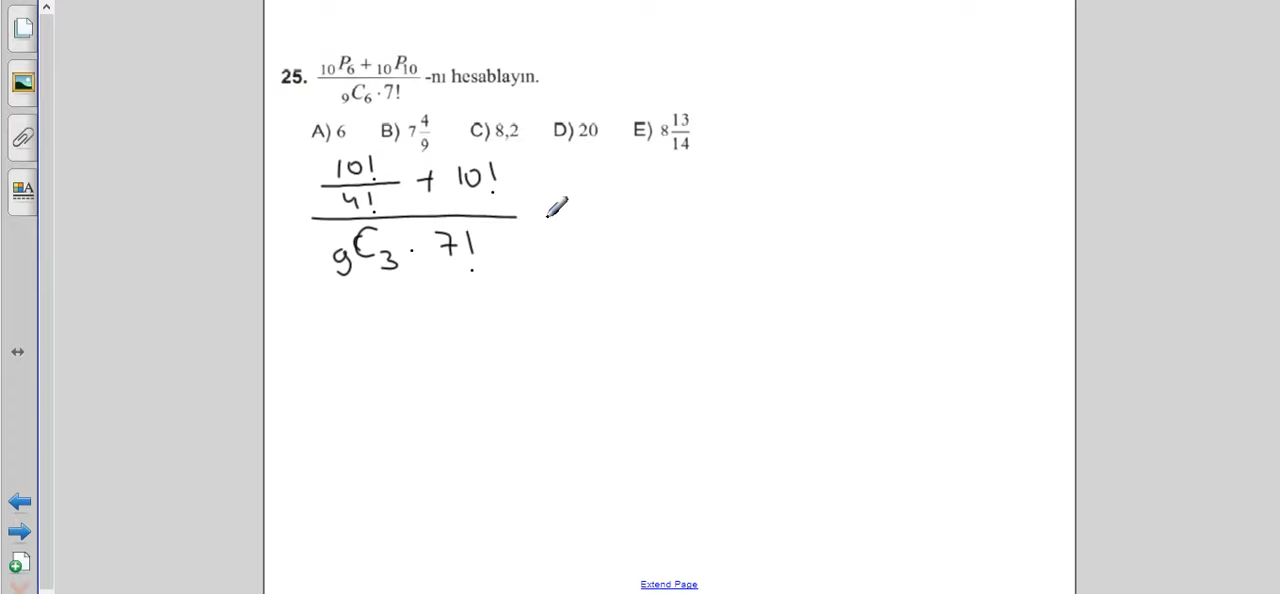 25. 10P6 + 10P10 / 9C6 · 7! -nı hesablayın.
A) 6 B) 7 4/9 C) 8,2 D) 20 E) 8 13/14
10! / 4! + 10!
9C3 · 7!
Extend Page